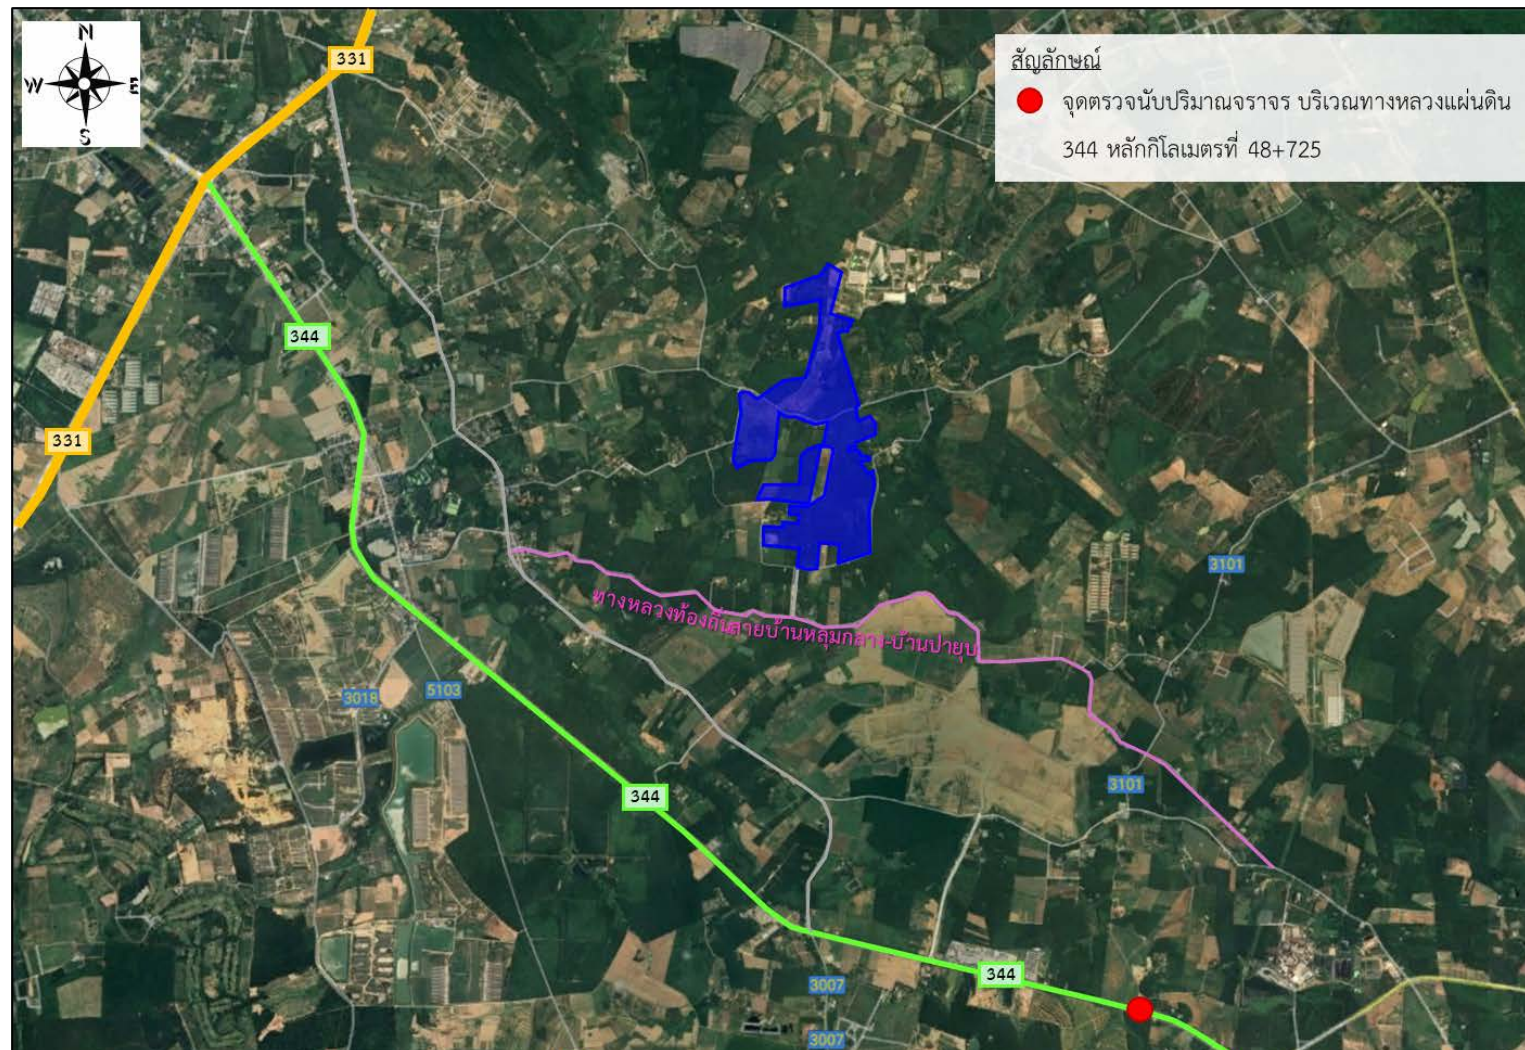 N
W E
S
331
สัญลักษณ์
จุดตรวจนับปริมาณจราจร บริเวณทางหลวงแผ่นดิน
344 หลักกิโลเมตรที่ 48+725
344
331
3101
ทางหลวงท้องถิ่นสายบ้านหลุมกลาง-บ้านปายุบ
3018
5103
3101
344
344
3007
3007